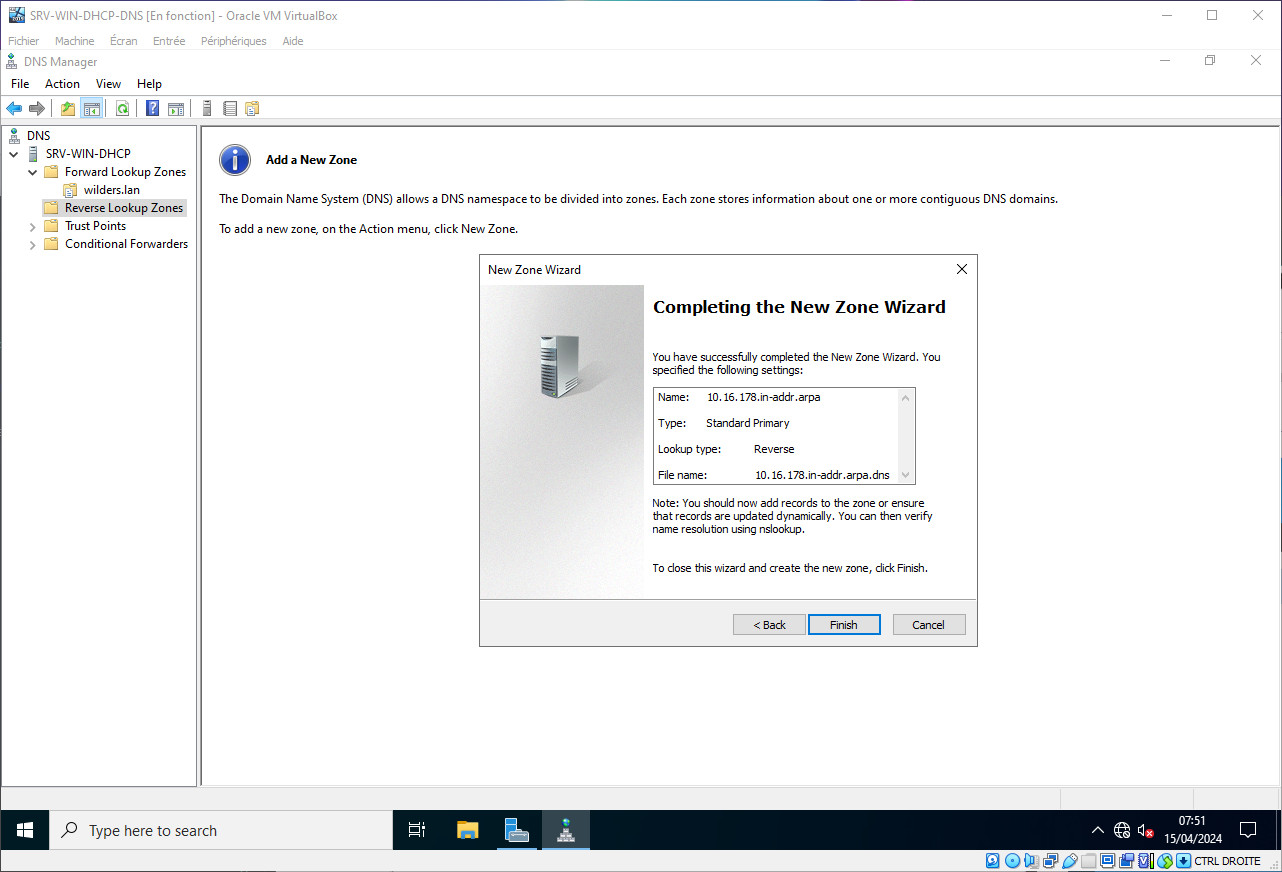 SRV-WIN-DHCP-DNS [En fonction] - Oracle VM VirtualBox
Fichier Machine Écran Entrée Périphériques Aide
DNS Manager
File Action View Help
DNS
SRV-WIN-DHCP
Forward Lookup Zones
wilders.lan
Reverse Lookup Zones
Trust Points
Conditional Forwarders
Add a New Zone
The Domain Name System (DNS) allows a DNS namespace to be divided into zones. Each zone stores information about one or more contiguous DNS domains.
To add a new zone, on the Action menu, click New Zone.
New Zone Wizard
Completing the New Zone Wizard
You have successfully completed the New Zone Wizard. You
specified the following settings:
Name: 10.16.178.in-addr.arpa
Type: Standard Primary
Lookup type: Reverse
File name: 10.16.178.in-addr.arpa.dns
Note: You should now add records to the zone or ensure
that records are updated dynamically. You can then verify
name resolution using nslookup.
To close this wizard and create the new zone, click Finish.
< Back Finish Cancel
Type here to search
07:51
15/04/2024
CTRL DROITE